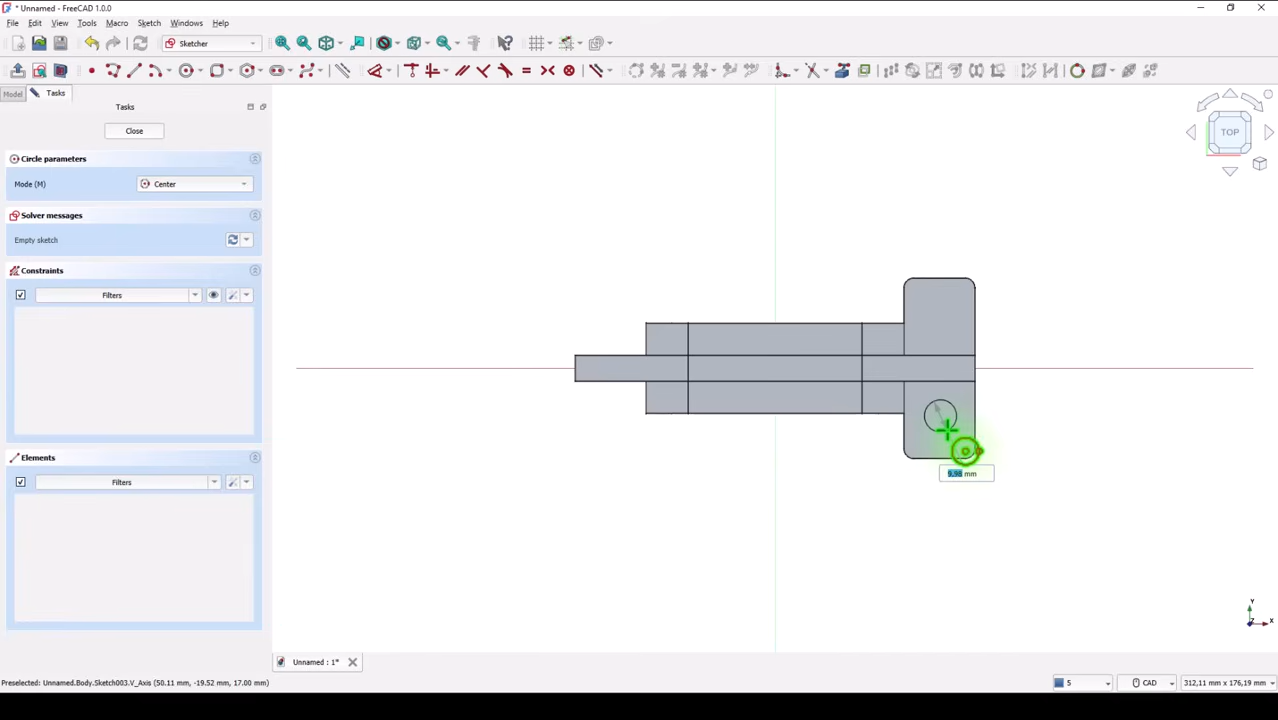 * Unnamed - FreeCAD 1.0.0
File Edit View Tools Macro Sketch Windows Help
Sketcher
Model Tasks
Tasks
Close
Circle parameters
Mode (M) Center
Solver messages
Empty sketch
Constraints
Filters
Elements
Filters
TOP
9,98 mm
Y
Z X
Unnamed : 1*
Preselected: Unnamed.Body.Sketch003.V_Axis (50.11 mm, -19.52 mm, 17.00 mm) 5 CAD 312,11 mm x 176,19 mm